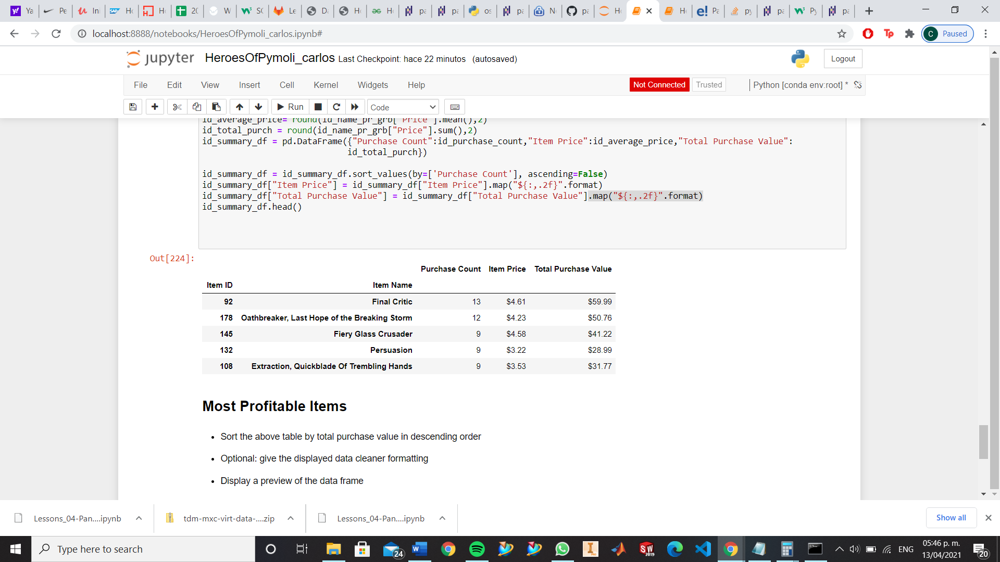 Ya
Pe
Ini
Ho
Ho
20
W
SC
Le
Da
Ho
Ho
pa
pa
os
pa
N
pa
Ho
He
Pa
py
pa
Py
pa
localhost:8888/notebooks/HeroesOfPymoli_carlos.ipynb#
Tp
C Paused
jupyter HeroesOfPymoli_carlos Last Checkpoint: hace 22 minutos (autosaved)
Logout
File Edit View Insert Cell Kernel Widgets Help
Not Connected Trusted Python [conda env:root] *
Run Code
id_average_price= round(id_name_pr_grb["Price"].mean(),2)
id_total_purch = round(id_name_pr_grb["Price"].sum(),2)
id_summary_df = pd.DataFrame({"Purchase Count":id_purchase_count,"Item Price":id_average_price,"Total Purchase Value":
id_total_purch})
id_summary_df = id_summary_df.sort_values(by=['Purchase Count'], ascending=False)
id_summary_df["Item Price"] = id_summary_df["Item Price"].map("${:,.2f}".format)
id_summary_df["Total Purchase Value"] = id_summary_df["Total Purchase Value"].map("${:,.2f}".format)
id_summary_df.head()
Out[224]:
Purchase Count Item Price Total Purchase Value
Item ID Item Name
92 Final Critic 13 $4.61 $59.99
178 Oathbreaker, Last Hope of the Breaking Storm 12 $4.23 $50.76
145 Fiery Glass Crusader 9 $4.58 $41.22
132 Persuasion 9 $3.22 $28.99
108 Extraction, Quickblade Of Trembling Hands 9 $3.53 $31.77
Most Profitable Items
• Sort the above table by total purchase value in descending order
• Optional: give the displayed data cleaner formatting
• Display a preview of the data frame
Lessons_04-Pan....ipynb
tdm-mxc-virt-data-....zip
Lessons_04-Pan....ipynb
Show all
Type here to search
24
ENG
05:46 p. m.
13/04/2021
20